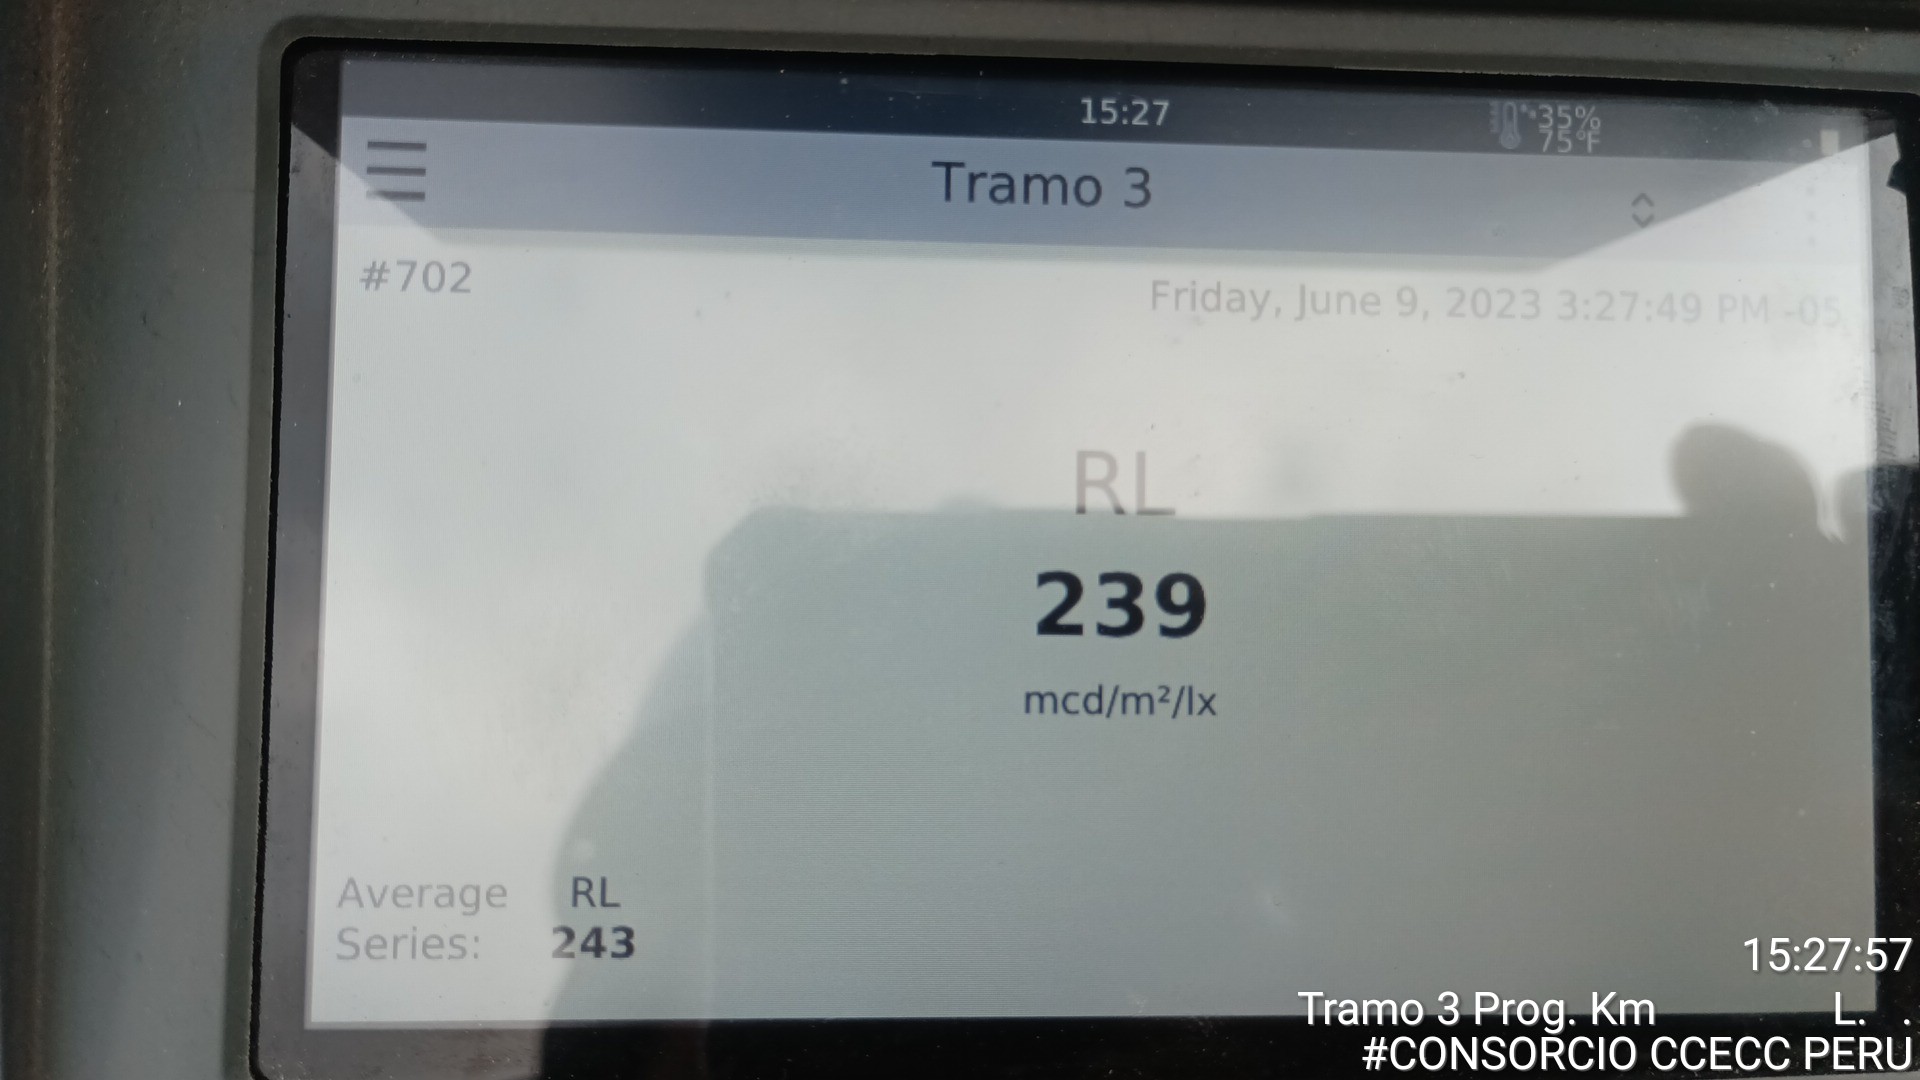 15:27
35%
75°F
Tramo 3
#702
Friday, June 9, 2023 3:27:49 PM -05
RL
239
mcd/m²/lx
Average RL
Series: 243
15:27:57
Tramo 3 Prog. Km L. .
#CONSORCIO CCECC PERU